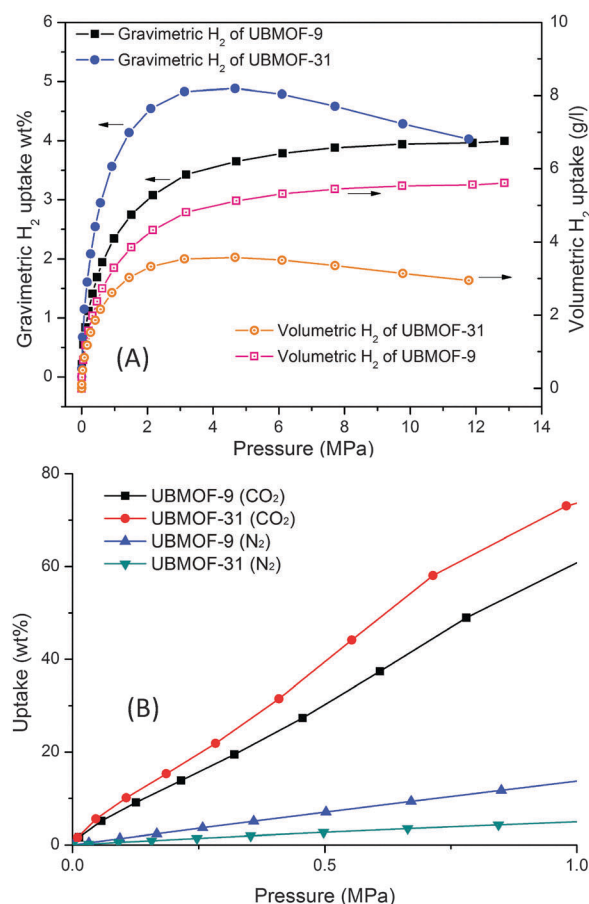 6
5
4
3
2
1
0
Gravimetric H₂ uptake wt%
Gravimetric H₂ of UBMOF-9
Gravimetric H₂ of UBMOF-31
Volumetric H₂ of UBMOF-31
Volumetric H₂ of UBMOF-9
(A)
10
8
6
4
2
0
Volumetric H₂ uptake (g/l)
0 2 4 6 8 10 12 14
Pressure (MPa)
80
60
40
20
0
Uptake (wt%)
UBMOF-9 (CO₂)
UBMOF-31 (CO₂)
UBMOF-9 (N₂)
UBMOF-31 (N₂)
(B)
0.0 0.5 1.0
Pressure (MPa)